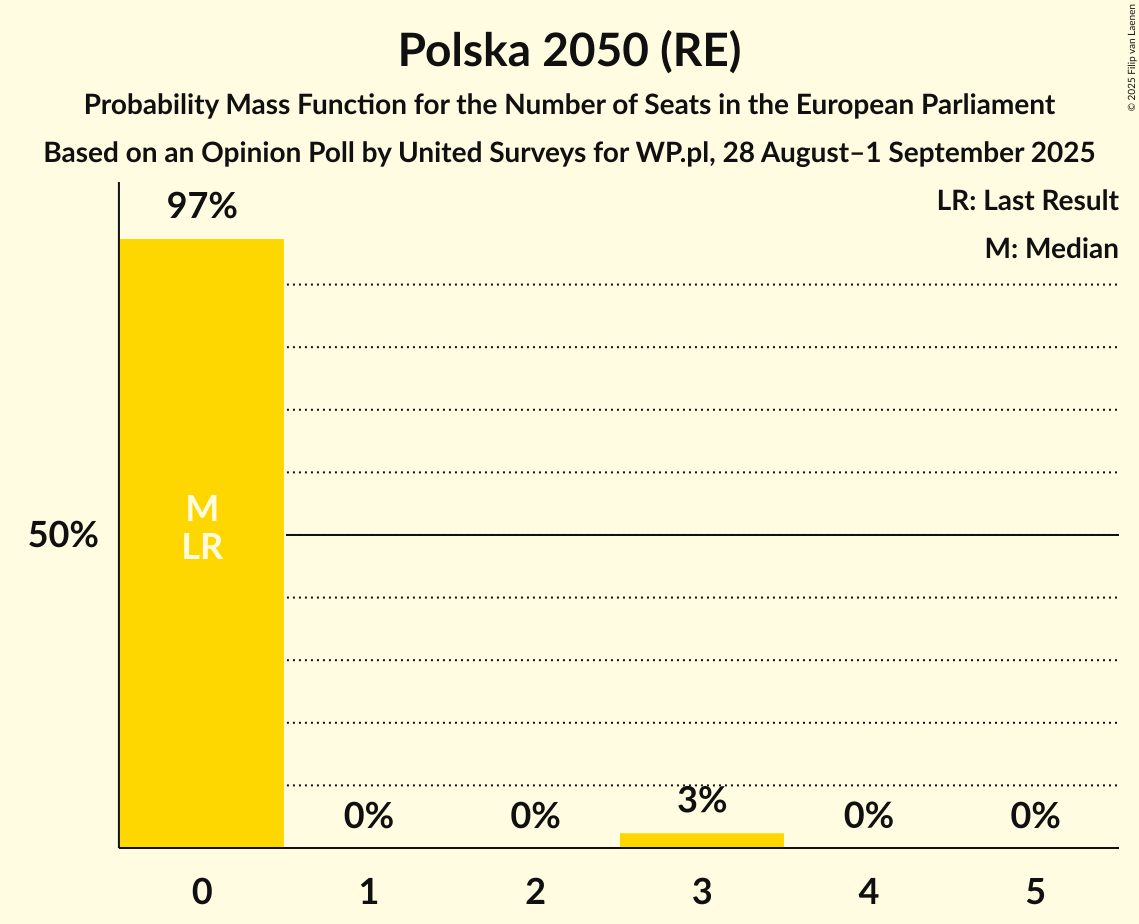 Polska 2050 (RE)
Probability Mass Function for the Number of Seats in the European Parliament
Based on an Opinion Poll by United Surveys for WP.pl, 28 August–1 September 2025
© 2025 Filip van Laenen
LR: Last Result
M: Median
97%
M
LR
50%
0%
0%
3%
0%
0%
0
1
2
3
4
5